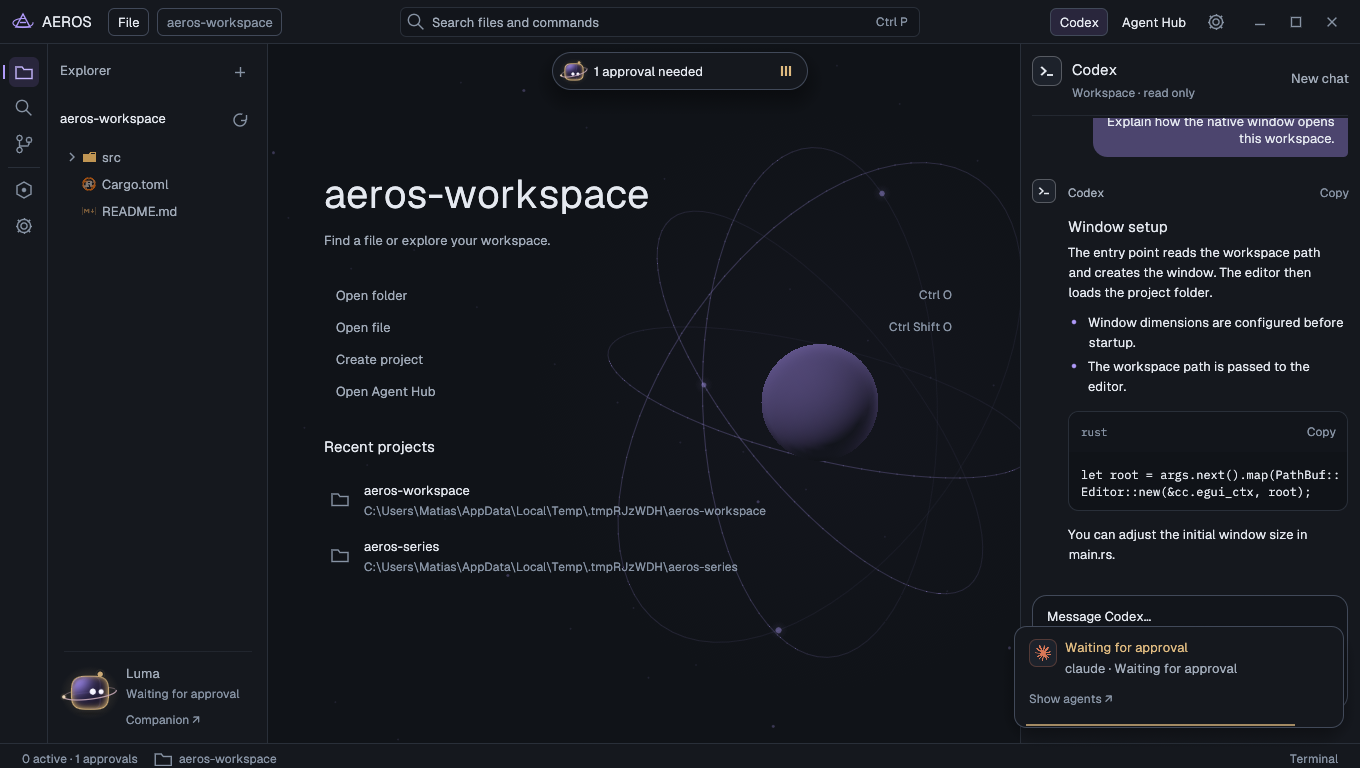 AEROS
File
aeros-workspace
Search files and commands
Ctrl P
Codex
Agent Hub
Explorer
aeros-workspace
src
Cargo.toml
README.md
Luma
Waiting for approval
Companion
1 approval needed
aeros-workspace
Find a file or explore your workspace.
Open folder
Ctrl O
Open file
Ctrl Shift O
Create project
Open Agent Hub
Recent projects
aeros-workspace
C:\Users\Matias\AppData\Local\Temp\.tmpRJzWDH\aeros-workspace
aeros-series
C:\Users\Matias\AppData\Local\Temp\.tmpRJzWDH\aeros-series
Codex
Workspace · read only
New chat
Explain how the native window opens
this workspace.
Codex
Copy
Window setup
The entry point reads the workspace path
and creates the window. The editor then
loads the project folder.
• Window dimensions are configured before
startup.
• The workspace path is passed to the
editor.
rust
Copy
let root = args.next().map(PathBuf::
Editor::new(&cc.egui_ctx, root);
You can adjust the initial window size in
main.rs.
Message Codex...
Waiting for approval
claude · Waiting for approval
Show agents
0 active · 1 approvals
aeros-workspace
Terminal